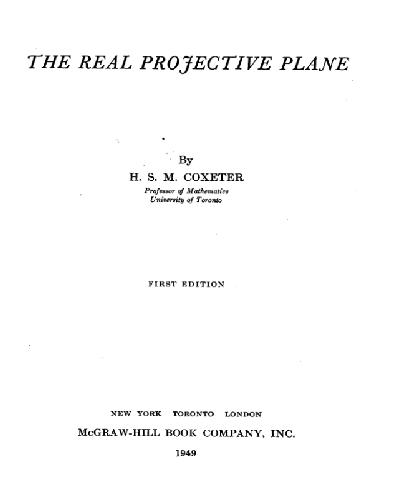 THE REAL PROJECTIVE PLANE
By
H. S. M. COXETER
Professor of Mathematics
University of Toronto
FIRST EDITION
NEW YORK TORONTO LONDON
McGRAW-HILL BOOK COMPANY, INC.
1949